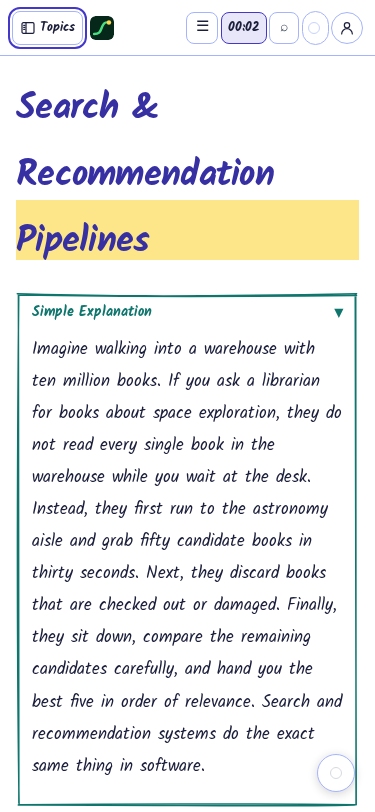 Topics
00:02
Search &
Recommendation
Pipelines
Simple Explanation
Imagine walking into a warehouse with
ten million books. If you ask a librarian
for books about space exploration, they do
not read every single book in the
warehouse while you wait at the desk.
Instead, they first run to the astronomy
aisle and grab fifty candidate books in
thirty seconds. Next, they discard books
that are checked out or damaged. Finally,
they sit down, compare the remaining
candidates carefully, and hand you the
best five in order of relevance. Search and
recommendation systems do the exact
same thing in software.